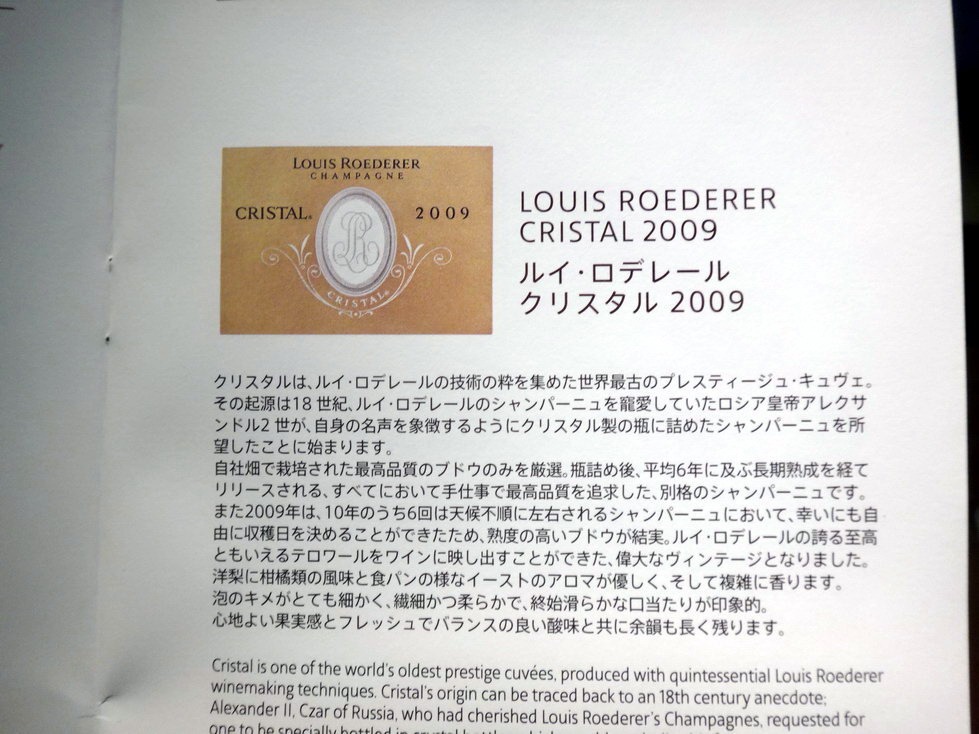 LOUIS ROEDERER
CHAMPAGNE
CRISTAL® 2009
CRISTAL®
LOUIS ROEDERER
CRISTAL 2009
ルイ・ロデレール
クリスタル 2009
クリスタルは、ルイ・ロデレールの技術の粋を集めた世界最古のプレスティージュ・キュヴェ。
その起源は18 世紀、ルイ・ロデレールのシャンパーニュを寵愛していたロシア皇帝アレクサ
ンドル2 世が、自身の名声を象徴するようにクリスタル製の瓶に詰めたシャンパーニュを所
望したことに始まります。
自社畑で栽培された最高品質のブドウのみを厳選。瓶詰め後、平均6年に及ぶ長期熟成を経て
リリースされる、すべてにおいて手仕事で最高品質を追求した、別格のシャンパーニュです。
また2009年は、10年のうち6回は天候不順に左右されるシャンパーニュにおいて、幸いにも自
由に収穫日を決めることができたため、熟度の高いブドウが結実。ルイ・ロデレールの誇る至高
ともいえるテロワールをワインに映し出すことができた、偉大なヴィンテージとなりました。
洋梨に柑橘類の風味と食パンの様なイーストのアロマが優しく、そして複雑に香ります。
泡のキメがとても細かく、繊細かつ柔らかで、終始滑らかな口当たりが印象的。
心地よい果実感とフレッシュでバランスの良い酸味と共に余韻も長く残ります。
Cristal is one of the world's oldest prestige cuvées, produced with quintessential Louis Roederer
winemaking techniques. Cristal's origin can be traced back to an 18th century anecdote;
Alexander II, Czar of Russia, who had cherished Louis Roederer's Champagnes, requested for
one to be specially bottled in crystal